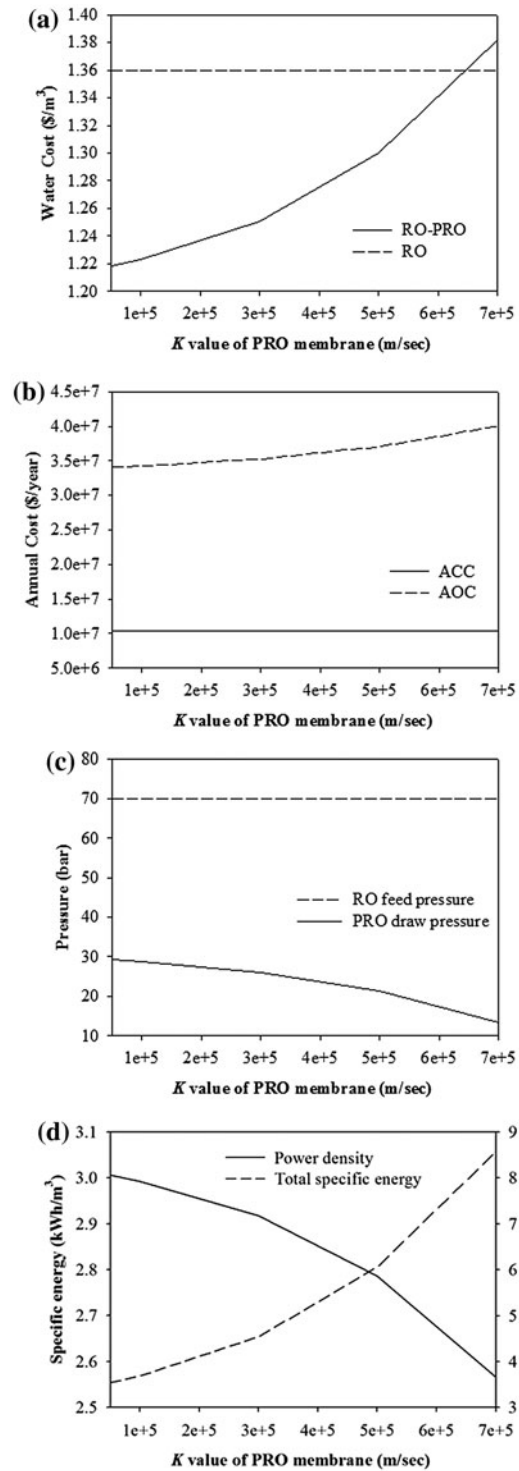 (a)
1.40
1.38
1.36
1.34
1.32
1.30
1.28
1.26
1.24
1.22
1.20
Water Cost ($/m³)
RO-PRO
RO
1e+5 2e+5 3e+5 4e+5 5e+5 6e+5 7e+5
K value of PRO membrane (m/sec)
(b)
4.5e+7
4.0e+7
3.5e+7
3.0e+7
2.5e+7
2.0e+7
1.5e+7
1.0e+7
5.0e+6
Annual Cost ($/year)
ACC
AOC
1e+5 2e+5 3e+5 4e+5 5e+5 6e+5 7e+5
K value of PRO membrane (m/sec)
(c)
80
70
60
50
40
30
20
10
Pressure (bar)
RO feed pressure
PRO draw pressure
1e+5 2e+5 3e+5 4e+5 5e+5 6e+5 7e+5
K value of PRO membrane (m/sec)
(d)
3.1
3.0
2.9
2.8
2.7
2.6
2.5
Specific energy (kWh/m³)
Power density
Total specific energy
9
8
7
6
5
4
3
1e+5 2e+5 3e+5 4e+5 5e+5 6e+5 7e+5
K value of PRO membrane (m/sec)